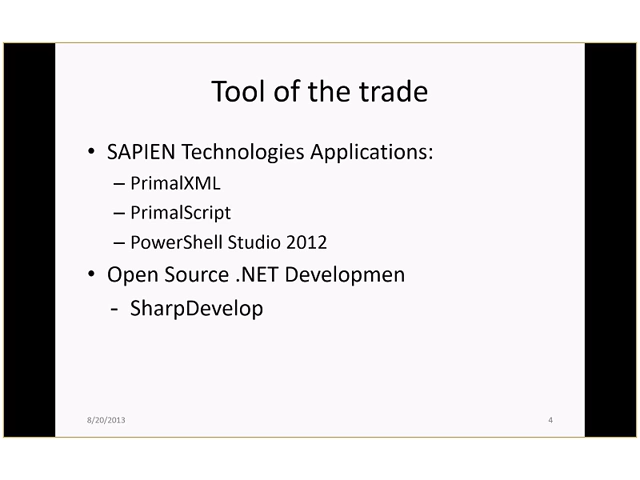 Tool of the trade
• SAPIEN Technologies Applications:
– PrimalXML
– PrimalScript
– PowerShell Studio 2012
• Open Source .NET Developmen
- SharpDevelop
8/20/2013
4